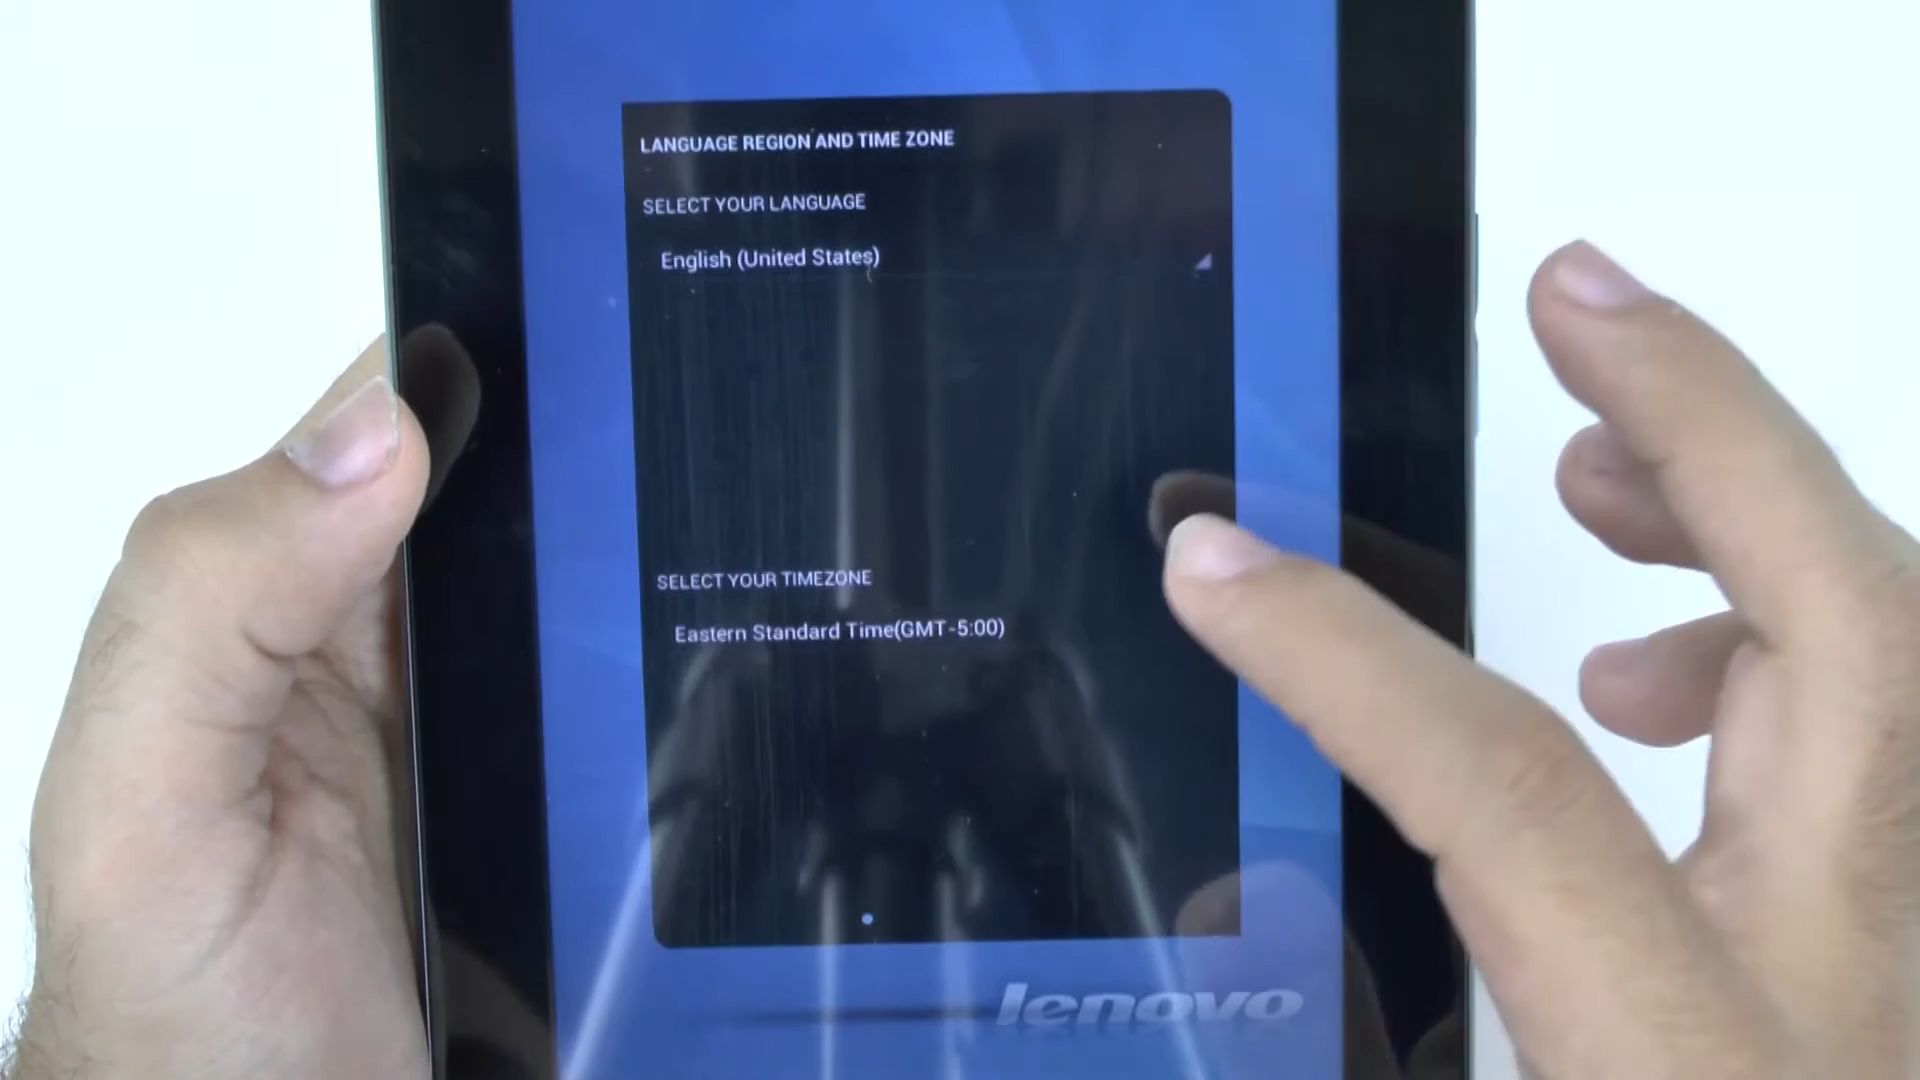 LANGUAGE REGION AND TIME ZONE
SELECT YOUR LANGUAGE
English (United States)
SELECT YOUR TIMEZONE
Eastern Standard Time(GMT-5:00)
lenovo